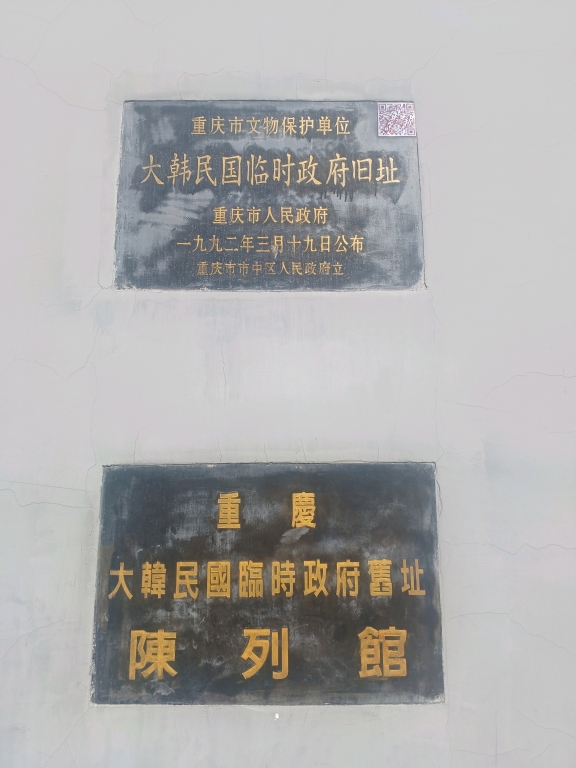 重庆市文物保护单位
大韩民国临时政府旧址
重庆市人民政府
一九九二年三月十九日公布
重庆市市中区人民政府立
重慶
大韓民國臨時政府舊址
陳列館